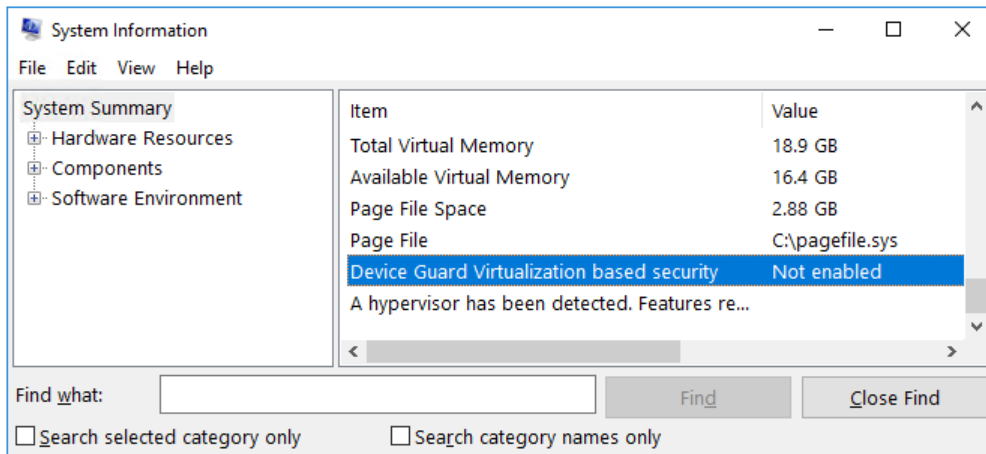 System Information
File Edit View Help
System Summary
Hardware Resources
Components
Software Environment
Item Value
Total Virtual Memory 18.9 GB
Available Virtual Memory 16.4 GB
Page File Space 2.88 GB
Page File C:\pagefile.sys
Device Guard Virtualization based security Not enabled
A hypervisor has been detected. Features re...
Find what: Find Close Find
Search selected category only Search category names only